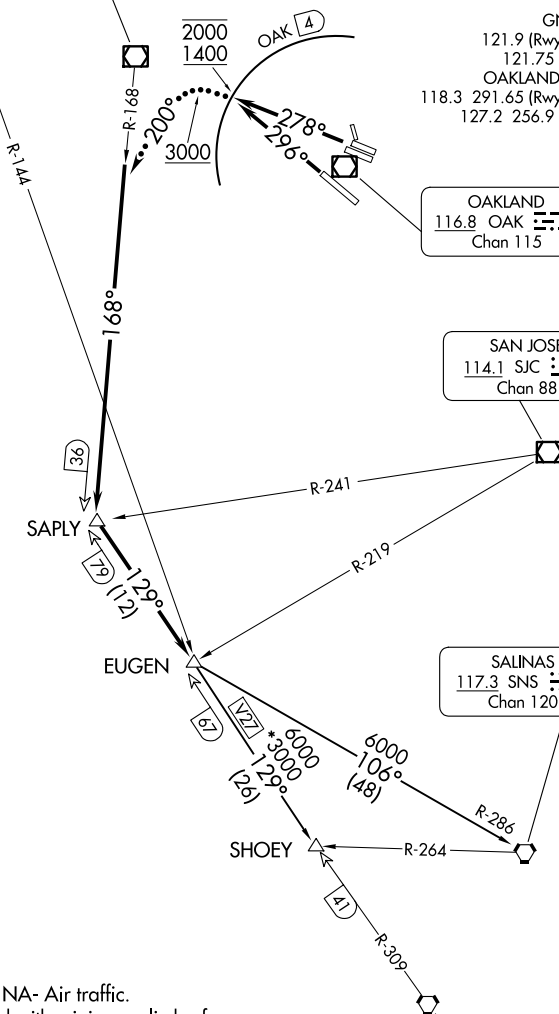 GN
121.9 (Rwy
121.75
OAKLAND
118.3 291.65 (Rwy
127.2 256.9
2000
1400
OAK 4
R-168
200°
3000
278°
296°
R-144
OAKLAND
116.8 OAK
Chan 115
168°
SAN JOSE
114.1 SJC
Chan 88
36
R-241
SAPLY
R-219
79
(12)
129°
EUGEN
SALINAS
117.3 SNS
Chan 120
67
V27
6000
*3000
129°
(26)
6000
106°
(48)
R-286
SHOEY
R-264
41
R-309
NA- Air traffic.